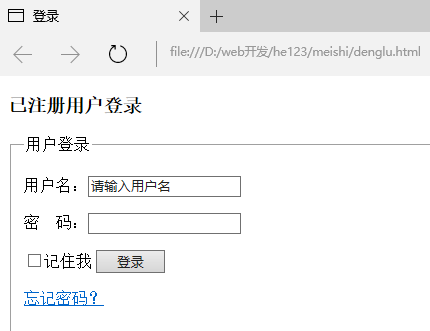 登录
file:///D:/web开发/he123/meishi/denglu.html
已注册用户登录
用户登录
用户名：请输入用户名
密　码：
记住我 登录
忘记密码？